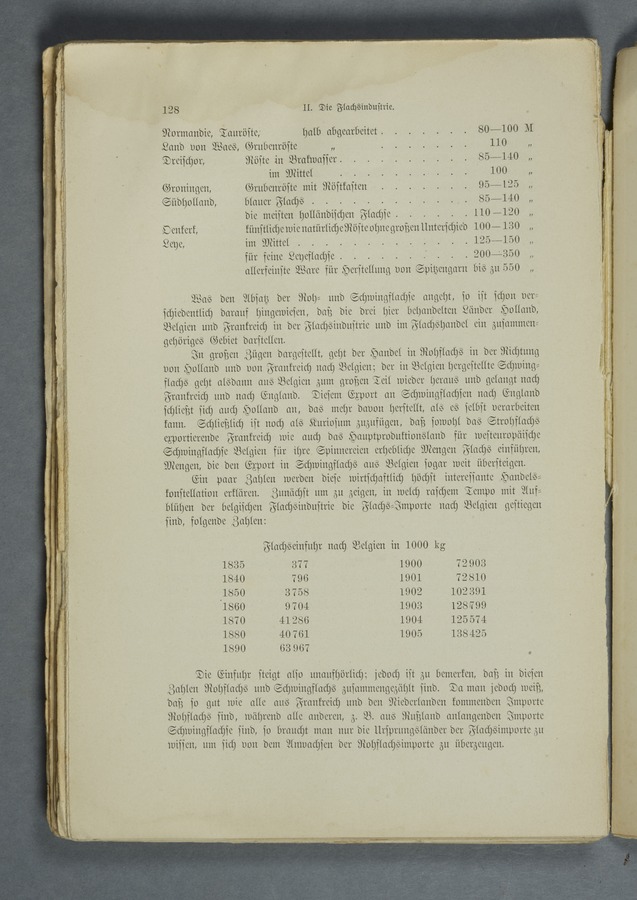 128 II. Die Flachsindustrie.
Normandie, Tauröste, halb abgearbeitet . . . . . . . 80—100 M
Land von Waes, Grubenröste „ . . . . . . . 110 „
Dreischor, Röste in Brakwasser . . . . . . . . . 85—140 „
im Mittel . . . . . . . . . 100 „
Groningen, Grubenröste mit Röstkasten . . . . . . . 95—125 „
Südholland, blauer Flachs . . . . . . . . . . . 85—140 „
die meisten holländischen Flachse . . . . . 110—120 „
Oenkerk, künstliche wie natürliche Röste ohne großen Unterschied 100—130 „
Leye, im Mittel . . . . . . . . . . . . 125—150 „
für feine Leyeflachse . . . . . . . . . 200—350 „
allerfeinste Ware für Herstellung von Spitzengarn bis zu 550 „
Was den Absatz der Roh- und Schwingflachse angeht, so ist schon ver-
schiedentlich darauf hingewiesen, daß die drei hier behandelten Länder Holland,
Belgien und Frankreich in der Flachsindustrie und im Flachshandel ein zusammen-
gehöriges Gebiet darstellen.
In großen Zügen dargestellt, geht der Handel in Rohflachs in der Richtung
von Holland und von Frankreich nach Belgien; der in Belgien hergestellte Schwing-
flachs geht alsdann aus Belgien zum großen Teil wieder heraus und gelangt nach
Frankreich und nach England. Diesem Export an Schwingflachsen nach England
schließt sich auch Holland an, das mehr davon herstellt, als es selbst verarbeiten
kann. Schließlich ist noch als Kuriosum zuzufügen, daß sowohl das Strohflachs
exportierende Frankreich wie auch das Hauptproduktionsland für westeuropäische
Schwingflachse Belgien für ihre Spinnereien erhebliche Mengen Flachs einführen,
Mengen, die den Export in Schwingflachs aus Belgien sogar weit übersteigen.
Ein paar Zahlen werden diese wirtschaftlich höchst interessante Handels-
konstellation erklären. Zunächst um zu zeigen, in welch raschem Tempo mit Auf-
blühen der belgischen Flachsindustrie die Flachs-Importe nach Belgien gestiegen
sind, folgende Zahlen:
Flachseinfuhr nach Belgien in 1000 kg
1835 377 1900 72903
1840 796 1901 72810
1850 3758 1902 102391
1860 9704 1903 128799
1870 41286 1904 125574
1880 40761 1905 138425
1890 63967
Die Einfuhr steigt also unaufhörlich; jedoch ist zu bemerken, daß in diesen
Zahlen Rohflachs und Schwingflachs zusammengezählt sind. Da man jedoch weiß,
daß so gut wie alle aus Frankreich und den Niederlanden kommenden Importe
Rohflachs sind, während alle anderen, z. B. aus Rußland anlangenden Importe
Schwingflachse sind, so braucht man nur die Ursprungsländer der Flachsimporte zu
wissen, um sich von dem Anwachsen der Rohflachsimporte zu überzeugen.